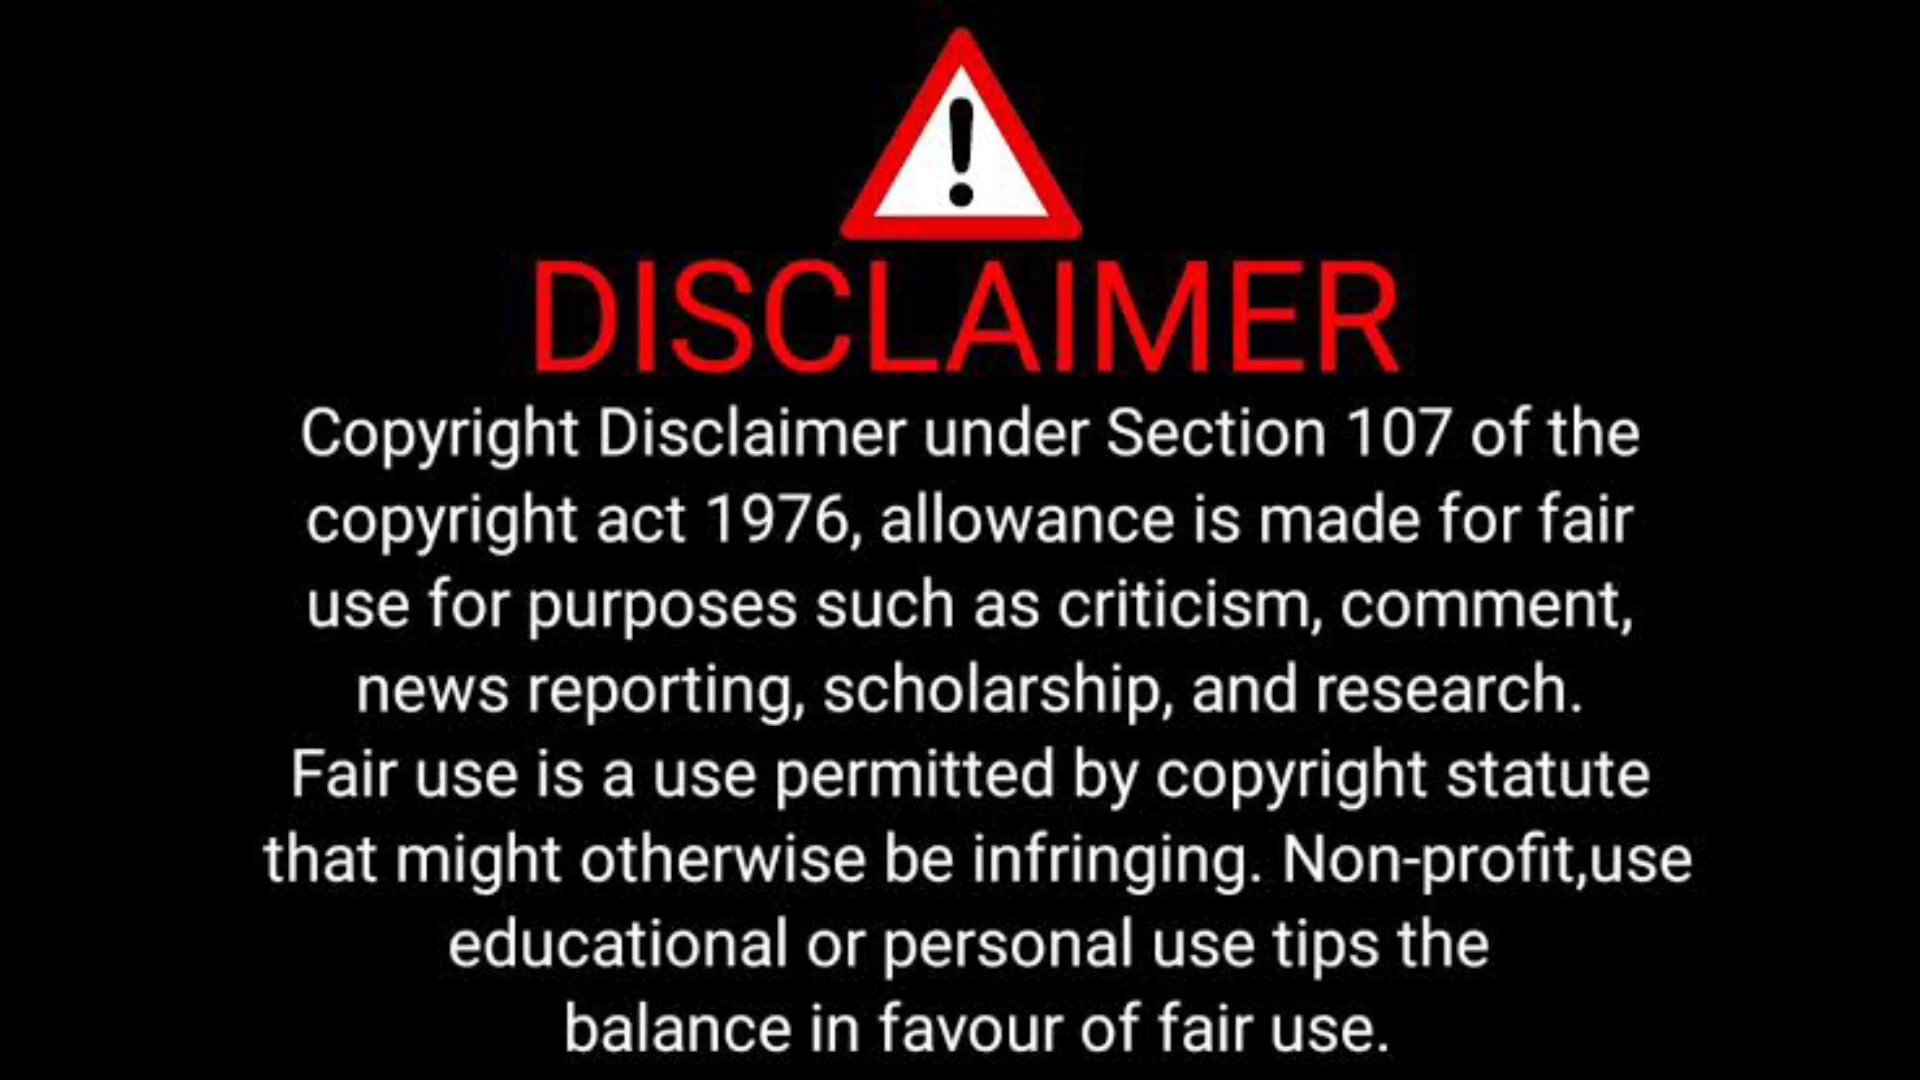 !
DISCLAIMER
Copyright Disclaimer under Section 107 of the
copyright act 1976, allowance is made for fair
use for purposes such as criticism, comment,
news reporting, scholarship, and research.
Fair use is a use permitted by copyright statute
that might otherwise be infringing. Non-profit,use
educational or personal use tips the
balance in favour of fair use.